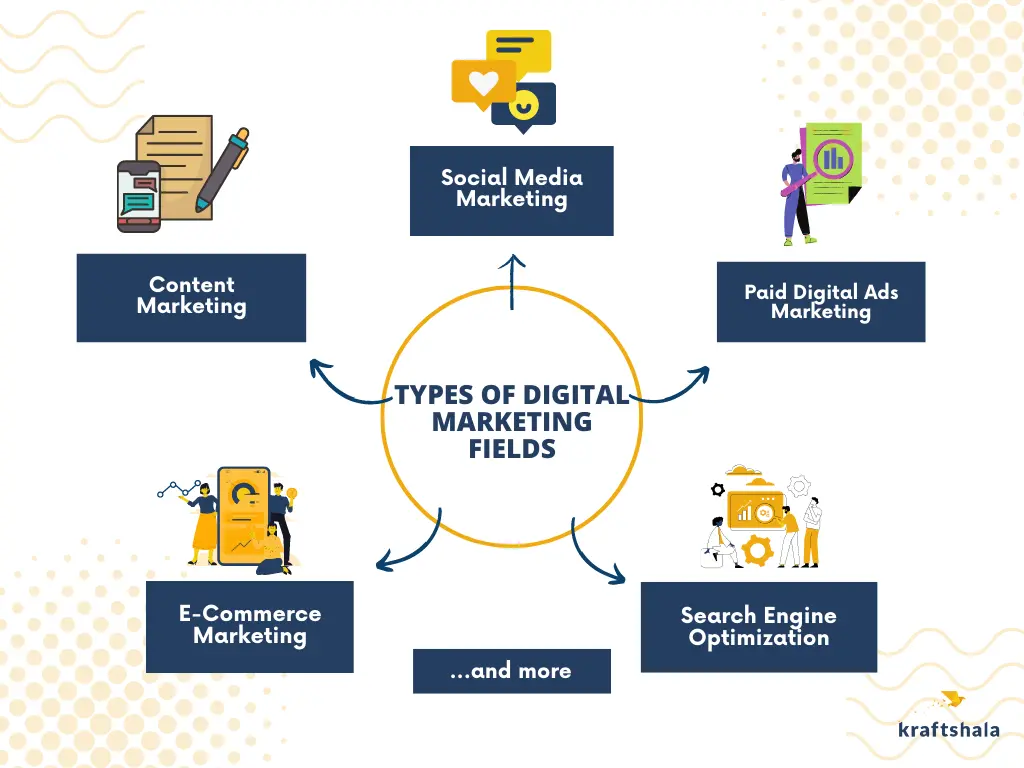 Social Media
Marketing
Content
Marketing
Paid Digital Ads
Marketing
TYPES OF DIGITAL
MARKETING
FIELDS
E-Commerce
Marketing
Search Engine
Optimization
...and more
kraftshala